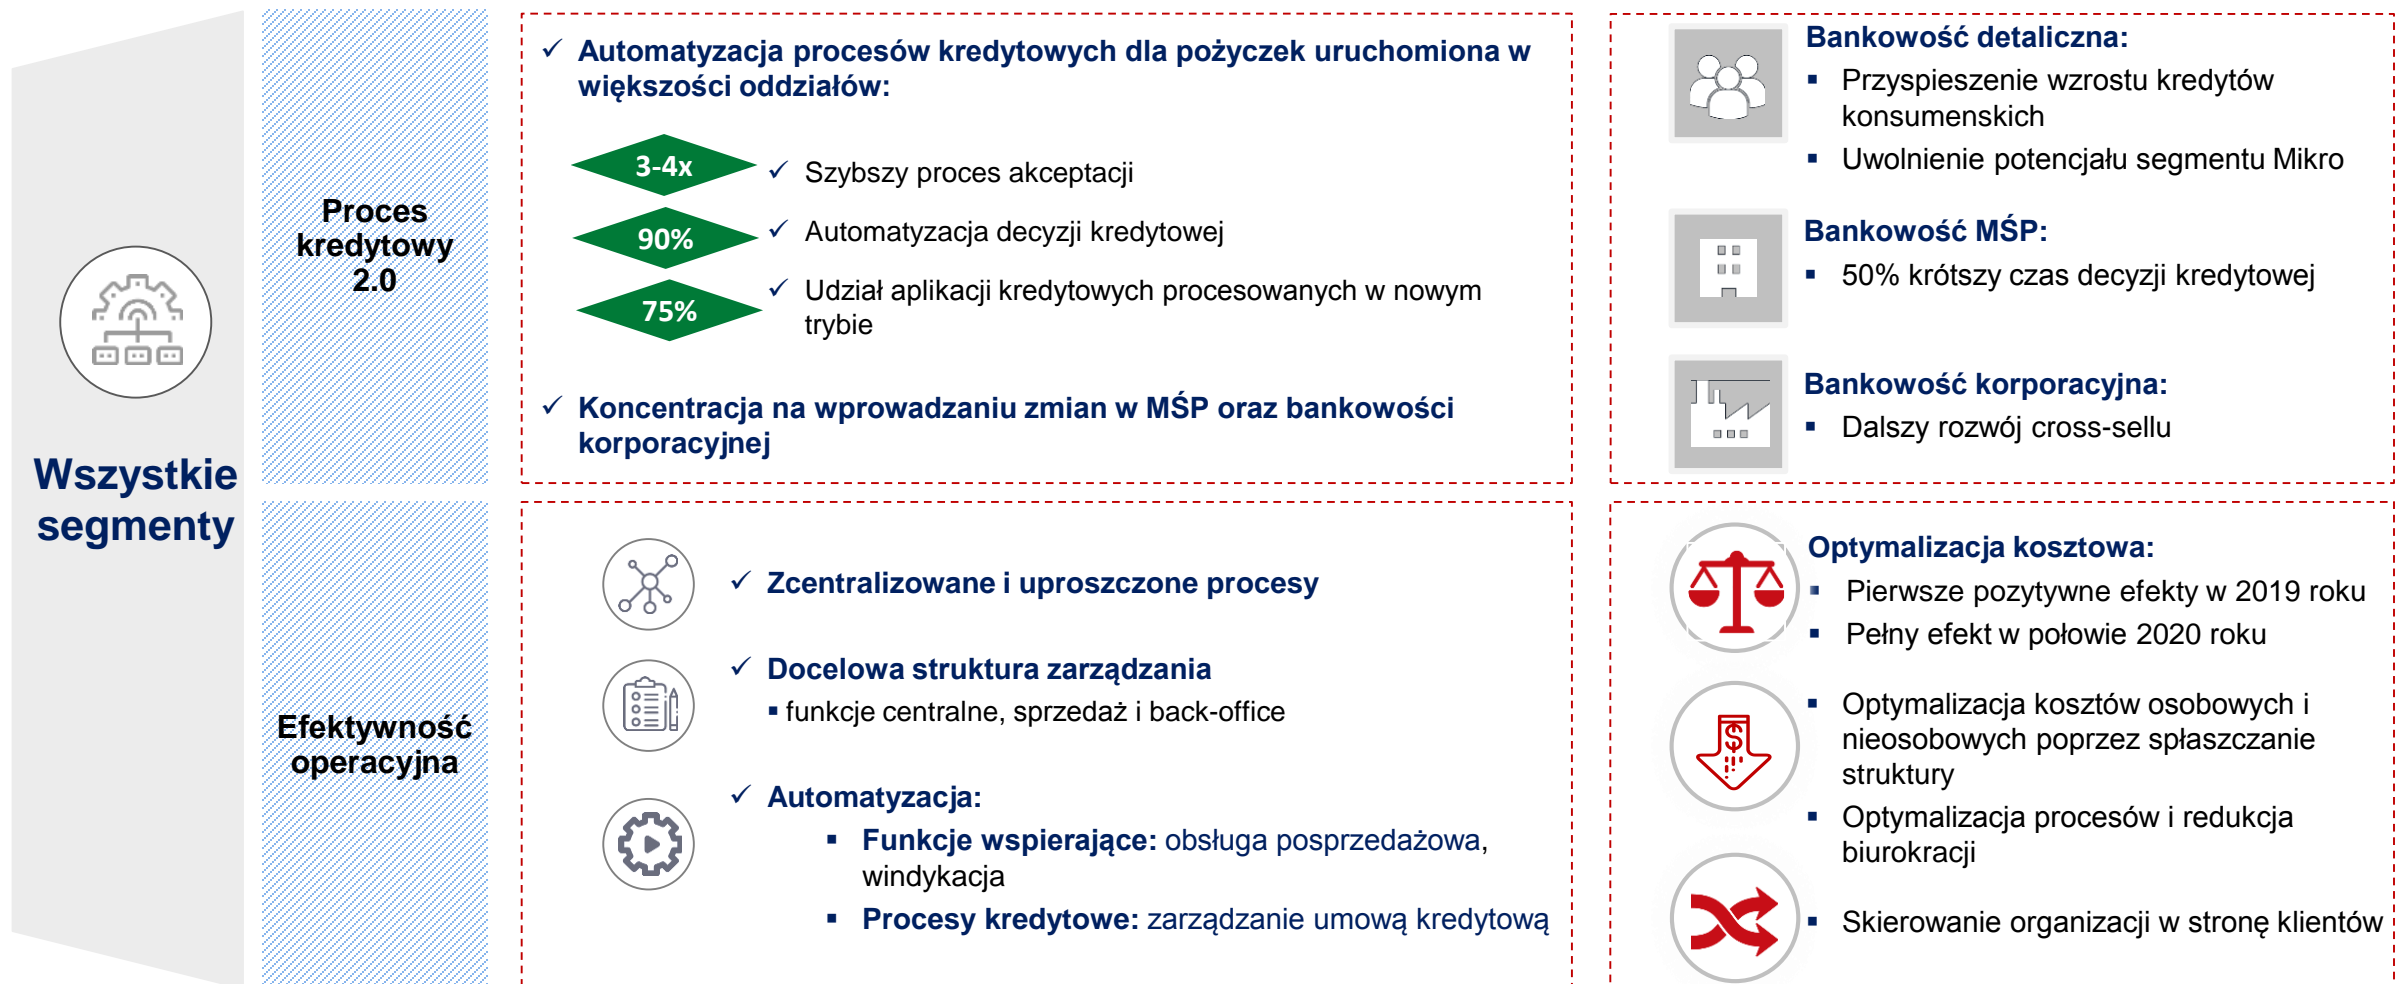 Wszystkie
segmenty
Proces
kredytowy
2.0
✓ Automatyzacja procesów kredytowych dla pożyczek uruchomiona w
większości oddziałów:
3-4x
✓ Szybszy proces akceptacji
90%
✓ Automatyzacja decyzji kredytowej
75%
✓ Udział aplikacji kredytowych procesowanych w nowym
trybie
✓ Koncentracja na wprowadzaniu zmian w MŚP oraz bankowości
korporacyjnej
Bankowość detaliczna:
▪ Przyspieszenie wzrostu kredytów
konsumenskich
▪ Uwolnienie potencjału segmentu Mikro
Bankowość MŚP:
▪ 50% krótszy czas decyzji kredytowej
Bankowość korporacyjna:
▪ Dalszy rozwój cross-sellu
Efektywność
operacyjna
✓ Zcentralizowane i uproszczone procesy
✓ Docelowa struktura zarządzania
▪ funkcje centralne, sprzedaż i back-office
✓ Automatyzacja:
▪ Funkcje wspierające: obsługa posprzedażowa,
windykacja
▪ Procesy kredytowe: zarządzanie umową kredytową
Optymalizacja kosztowa:
▪ Pierwsze pozytywne efekty w 2019 roku
▪ Pełny efekt w połowie 2020 roku
$
▪ Optymalizacja kosztów osobowych i
nieosobowych poprzez spłaszczanie
struktury
▪ Optymalizacja procesów i redukcja
biurokracji
▪ Skierowanie organizacji w stronę klientów